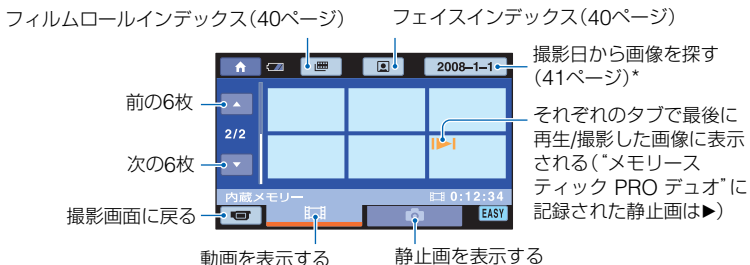 フィルムロールインデックス（40ページ）
フェイスインデックス（40ページ）
2008–1–1
撮影日から画像を探す
（41ページ）*
前の6枚
それぞれのタブで最後に
再生/撮影した画像に表示
される（“メモリース
ティック PRO デュオ”に
記録された静止画は▶）
2/2
次の6枚
内蔵メモリー
0:12:34
撮影画面に戻る
EASY
動画を表示する
静止画を表示する